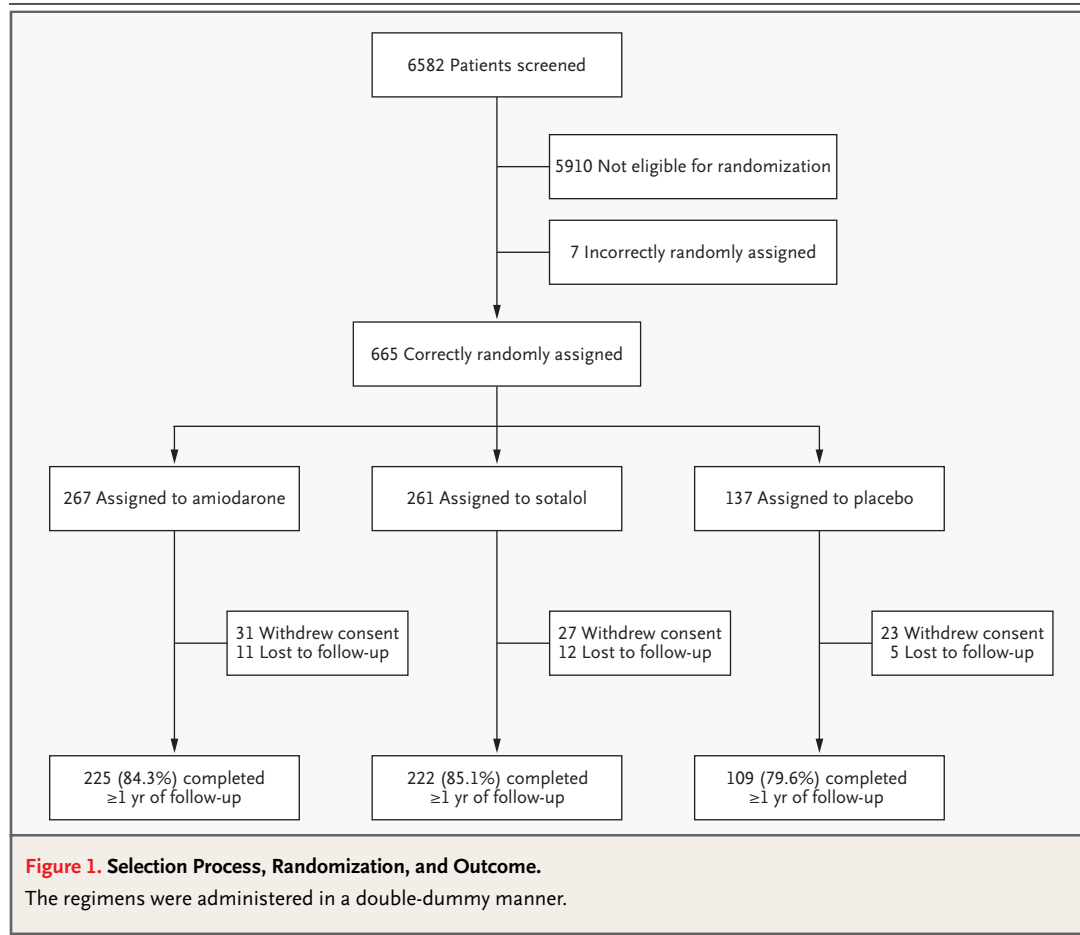 6582 Patients screened
5910 Not eligible for randomization
7 Incorrectly randomly assigned
665 Correctly randomly assigned
267 Assigned to amiodarone
261 Assigned to sotalol
137 Assigned to placebo
31 Withdrew consent
11 Lost to follow-up
27 Withdrew consent
12 Lost to follow-up
23 Withdrew consent
5 Lost to follow-up
225 (84.3%) completed
≥1 yr of follow-up
222 (85.1%) completed
≥1 yr of follow-up
109 (79.6%) completed
≥1 yr of follow-up
Figure 1. Selection Process, Randomization, and Outcome.
The regimens were administered in a double-dummy manner.